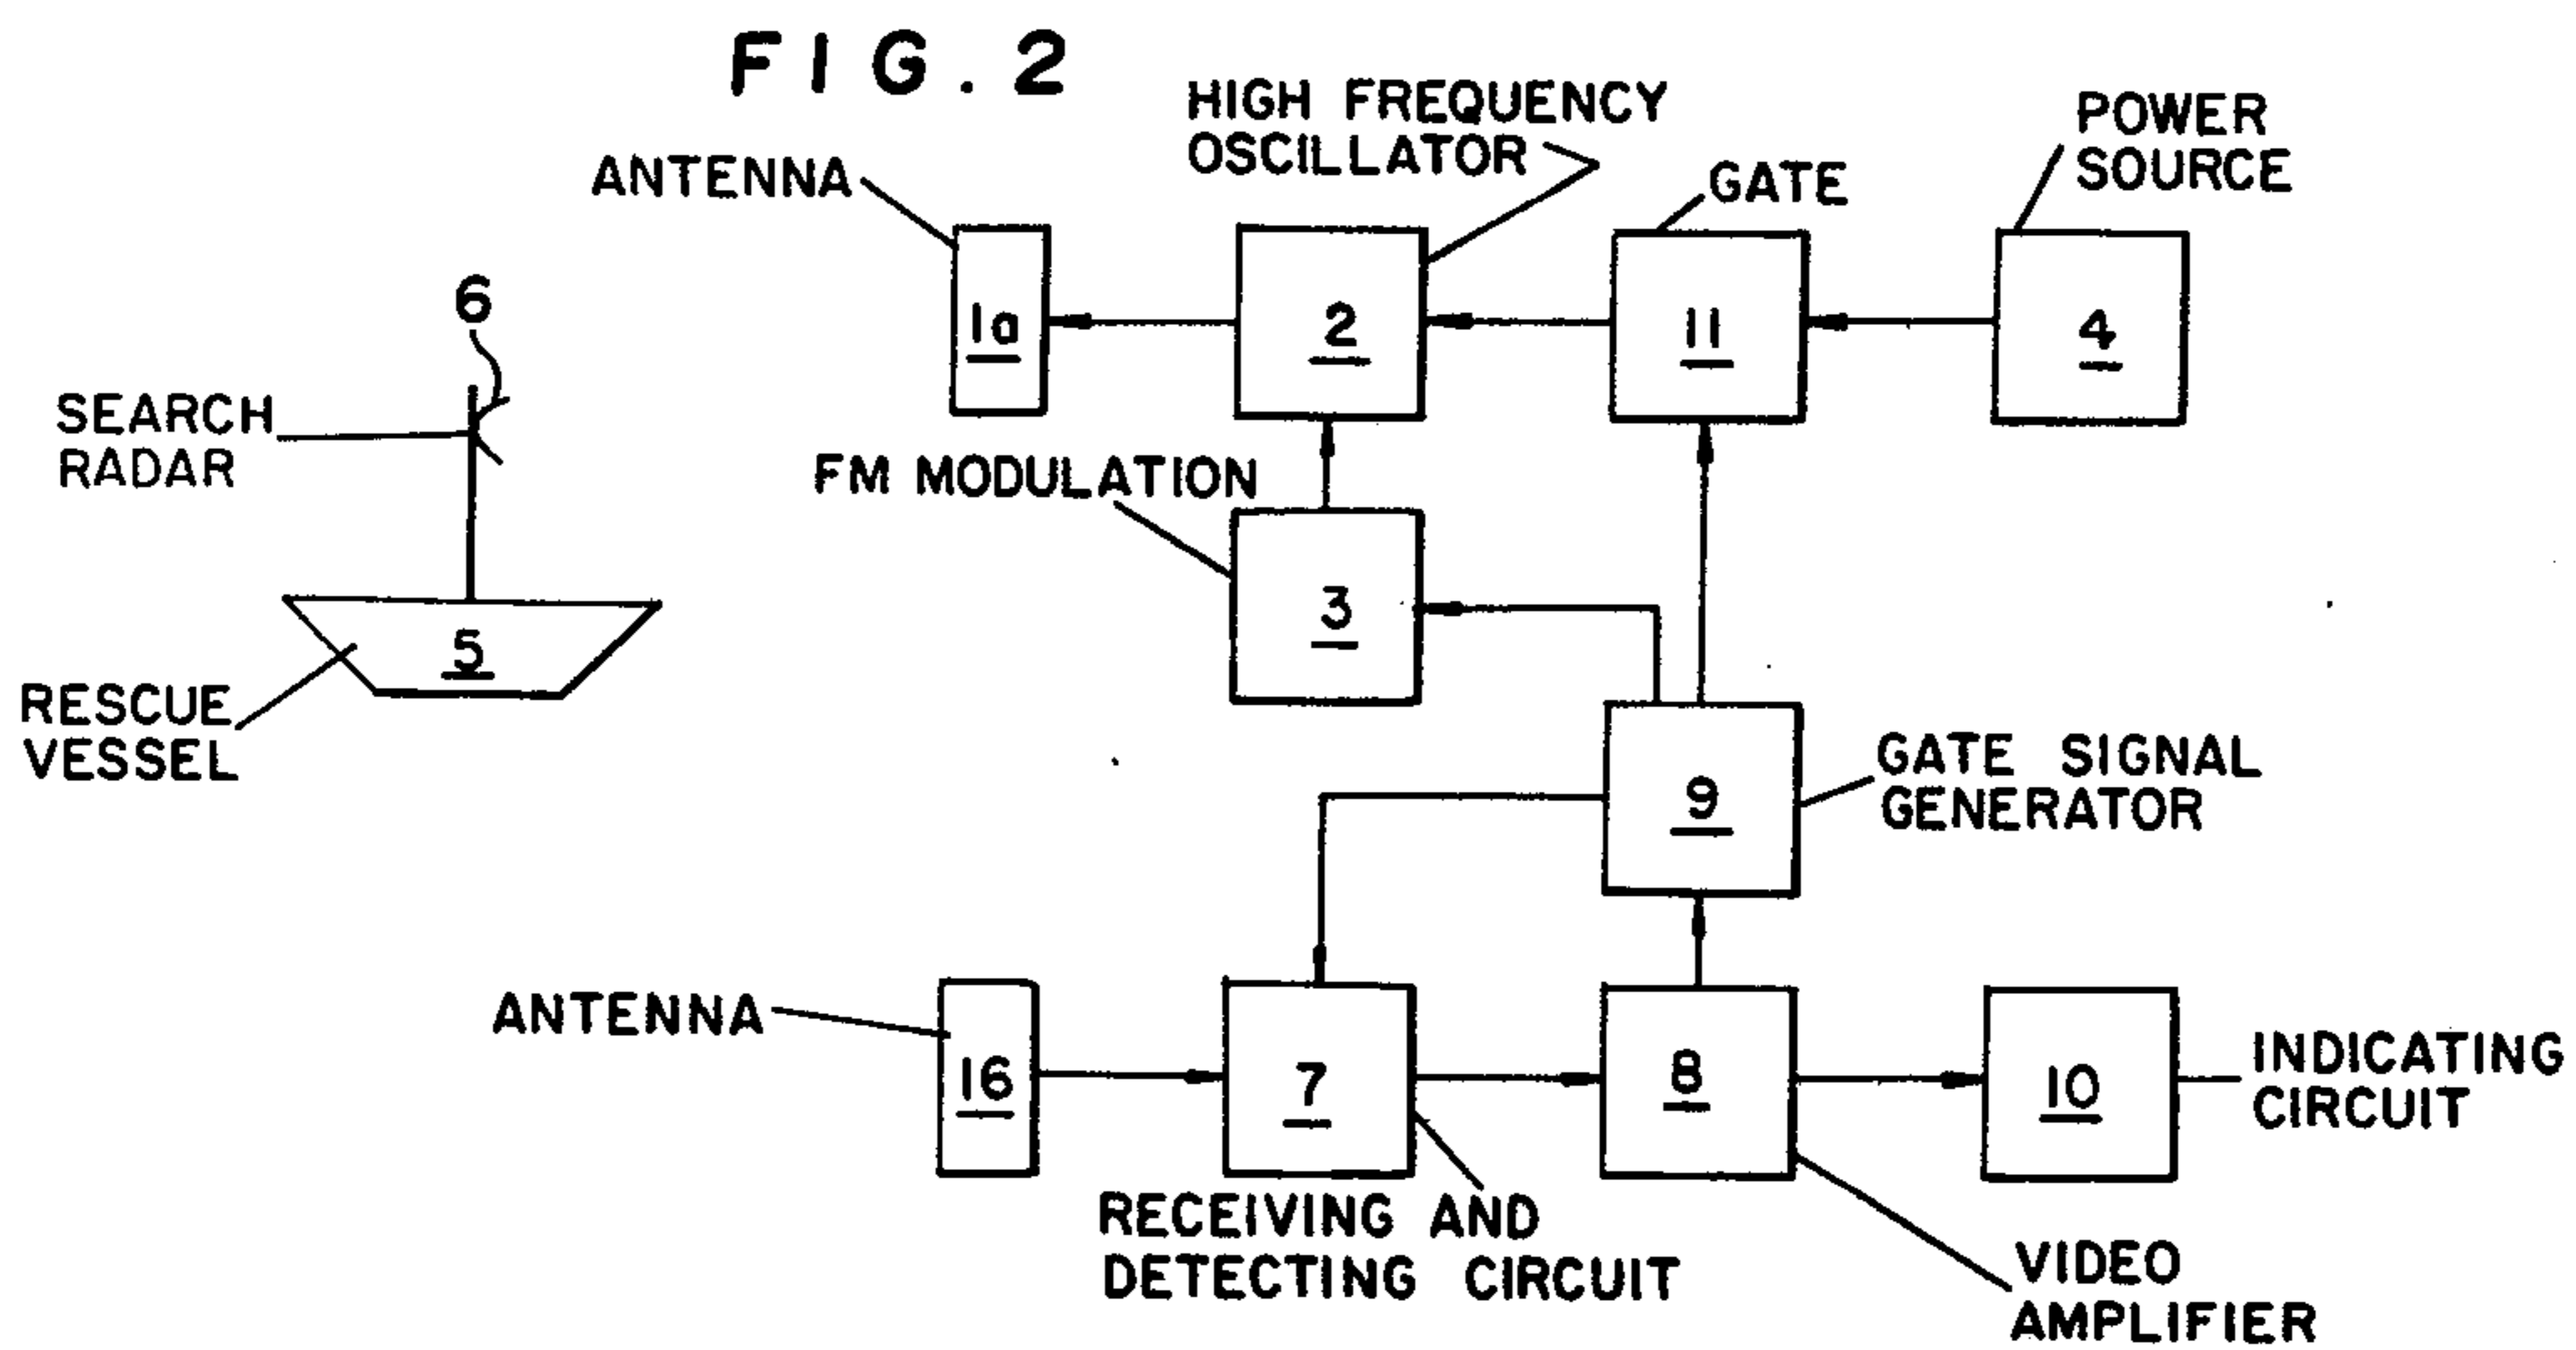 FIG. 2
HIGH FREQUENCY
OSCILLATOR
POWER
SOURCE
ANTENNA
GATE
1a
2
11
4
6
SEARCH
RADAR
FM MODULATION
3
5
RESCUE
VESSEL
9
GATE SIGNAL
GENERATOR
ANTENNA
16
7
8
10
INDICATING
CIRCUIT
RECEIVING AND
DETECTING CIRCUIT
VIDEO
AMPLIFIER